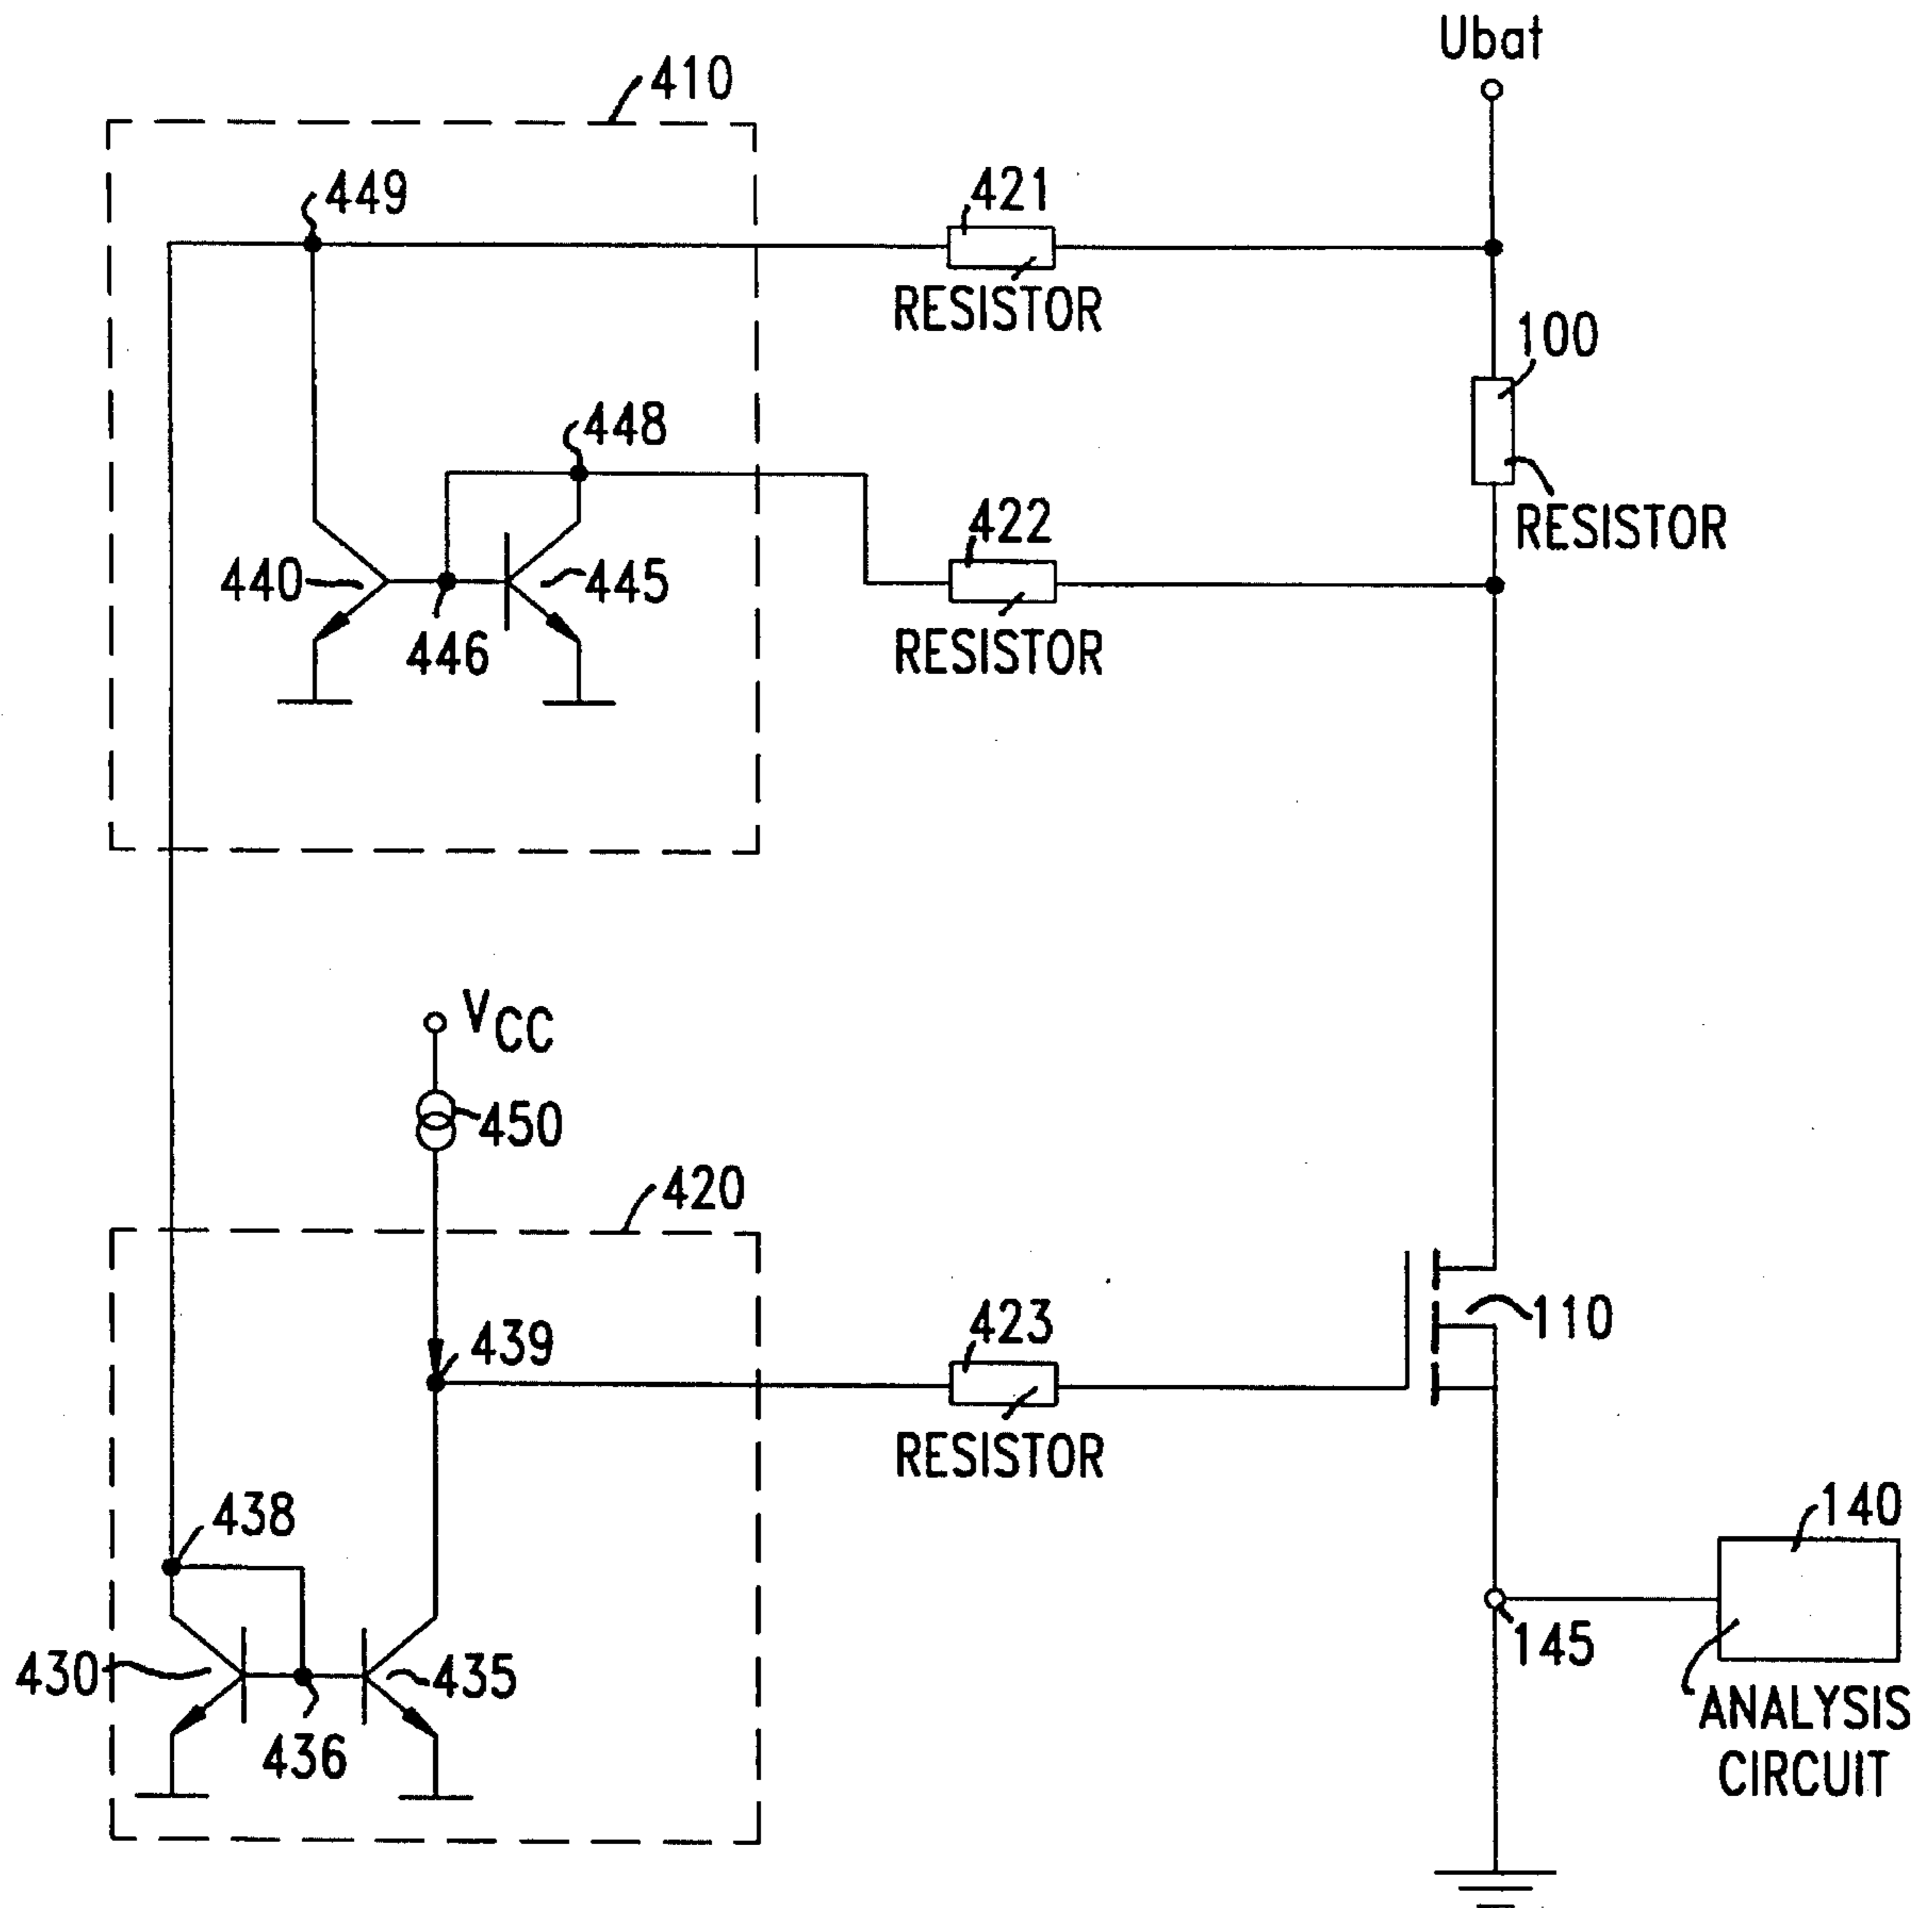 Ubat
410
449
421
RESISTOR
100
RESISTOR
448
422
RESISTOR
440
445
446
VCC
450
420
439
423
RESISTOR
110
438
140
145
ANALYSIS
CIRCUIT
430
435
436